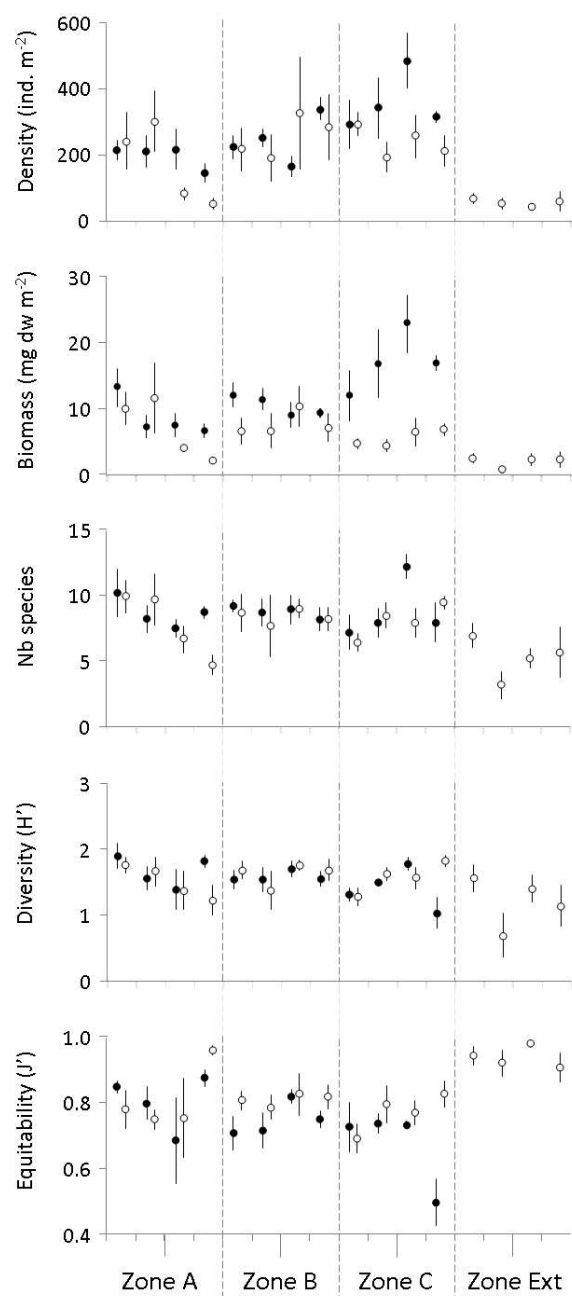 Density (ind. m-2)
600
400
200
0
Biomass (mg dw m-2)
30
20
10
0
Nb species
15
10
5
0
Diversity (H')
3
2
1
0
Equitability (J')
1.0
0.8
0.6
0.4
Zone A
Zone B
Zone C
Zone Ext